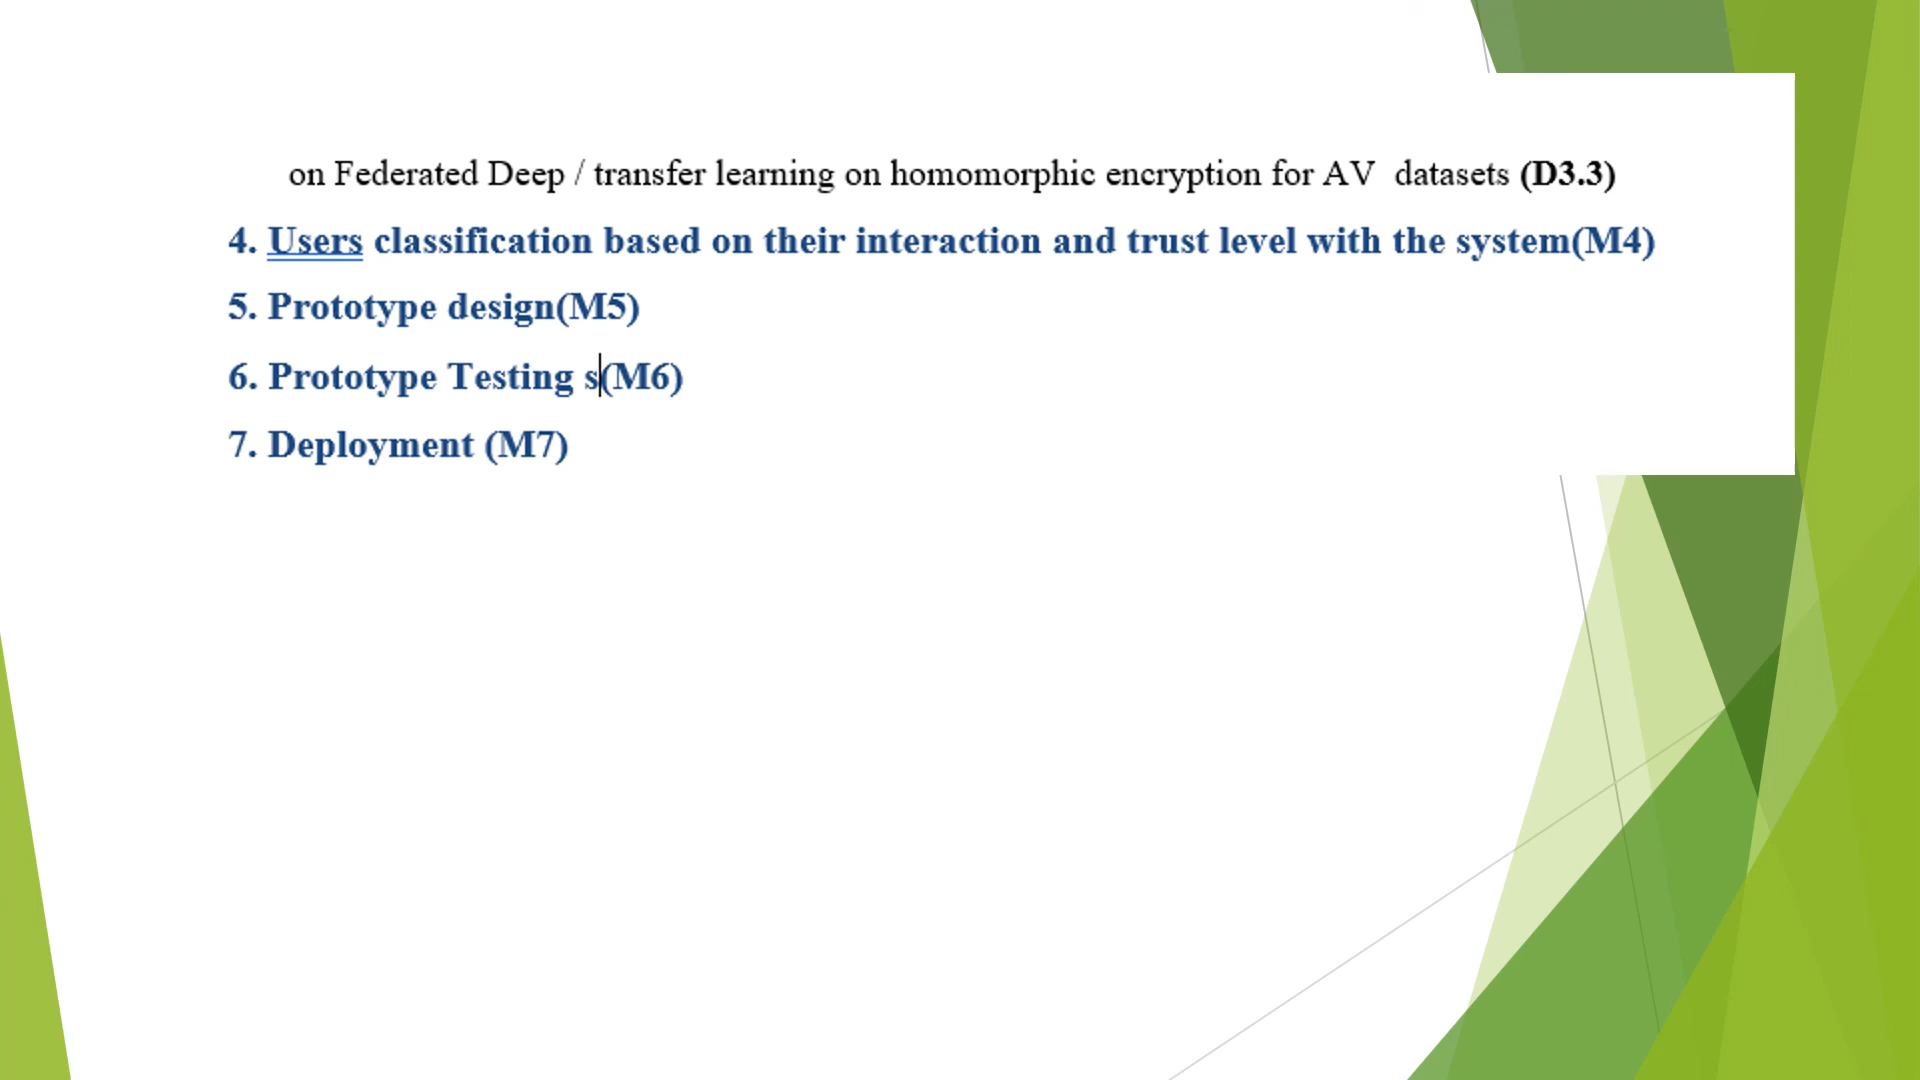 on Federated Deep / transfer learning on homomorphic encryption for AV datasets (D3.3)
4. Users classification based on their interaction and trust level with the system(M4)
5. Prototype design(M5)
6. Prototype Testing s(M6)
7. Deployment (M7)